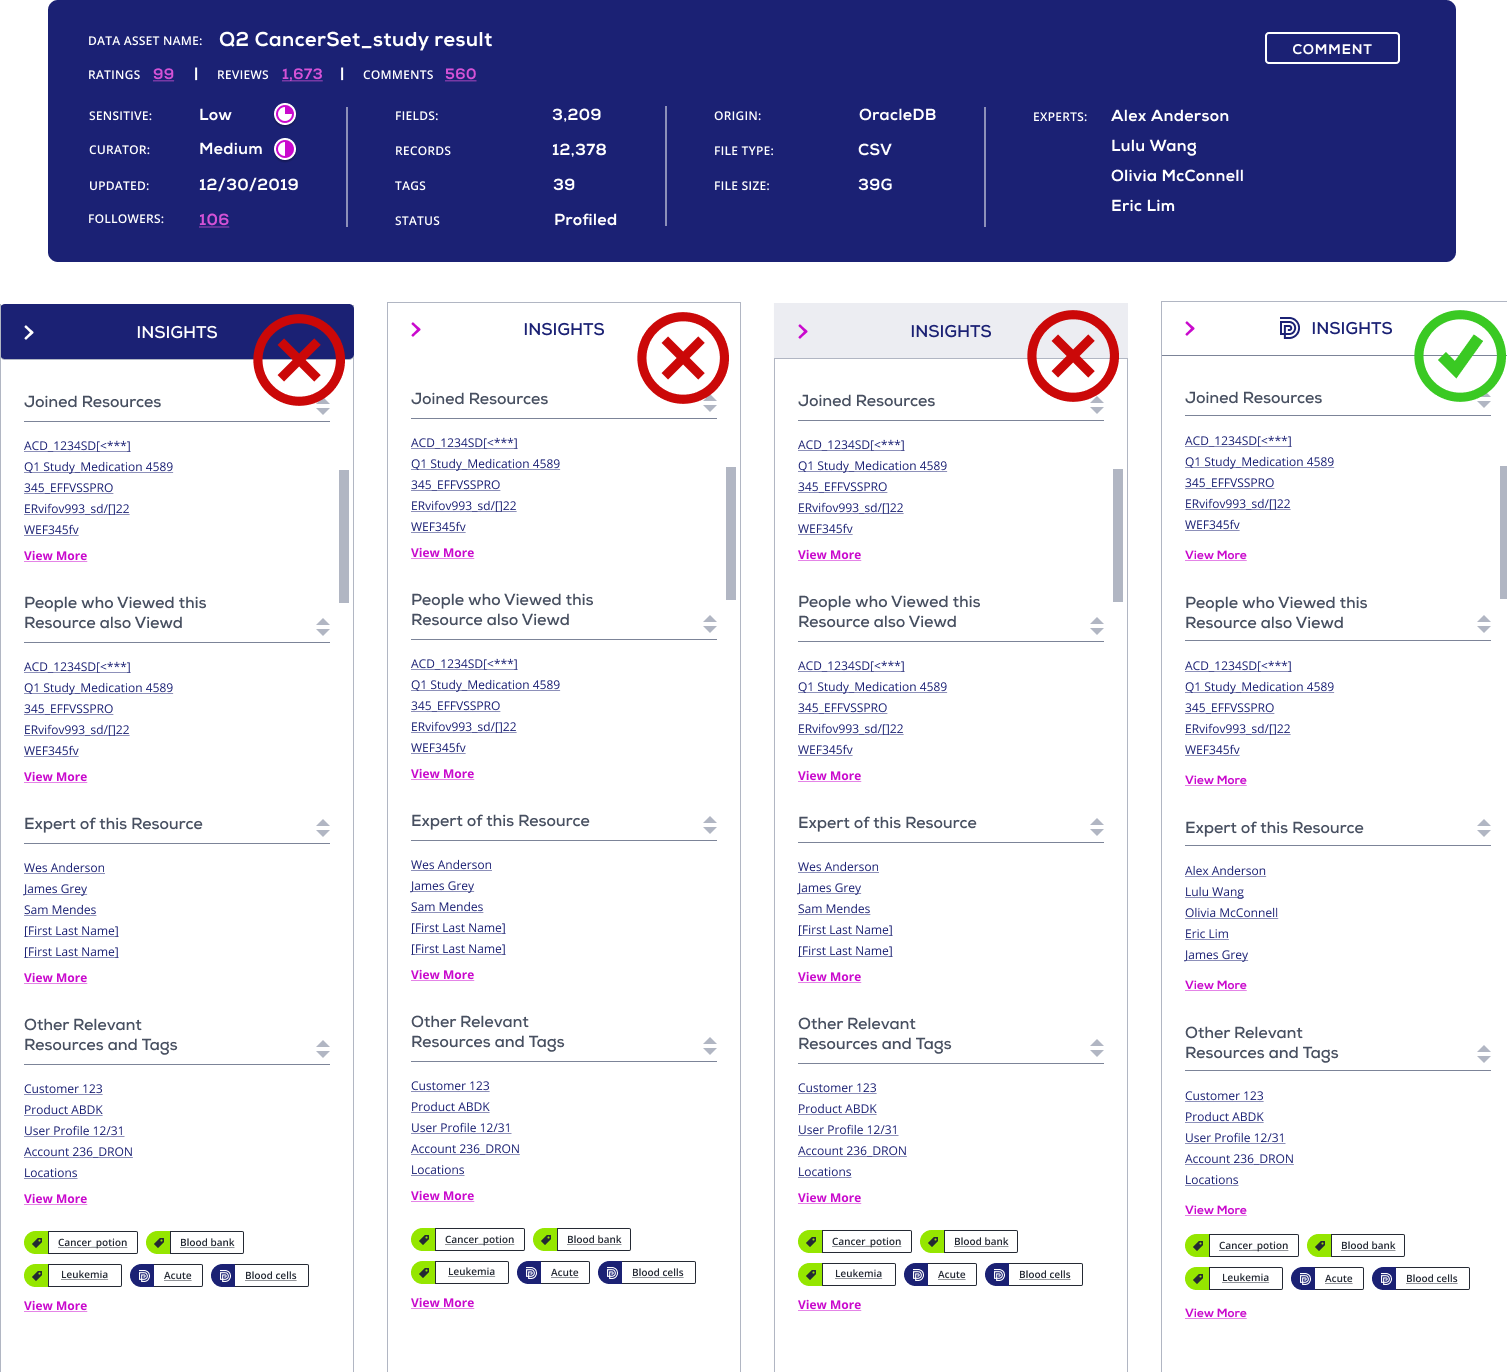 DATA ASSET NAME: Q2 CancerSet_study result
COMMENT
RATINGS 99 | REVIEWS 1,673 | COMMENTS 560
SENSITIVE: Low
CURATOR: Medium
UPDATED: 12/30/2019
FOLLOWERS: 106
FIELDS: 3,209
RECORDS 12,378
TAGS 39
STATUS Profiled
ORIGIN: OracleDB
FILE TYPE: CSV
FILE SIZE: 39G
EXPERTS: Alex Anderson
Lulu Wang
Olivia McConnell
Eric Lim
INSIGHTS
Joined Resources
ACD_1234SD[<***]
Q1 Study_Medication 4589
345_EFFVSSPRO
ERvifov993_sd/[]22
WEF345fv
View More
People who Viewed this
Resource also Viewd
ACD_1234SD[<***]
Q1 Study_Medication 4589
345_EFFVSSPRO
ERvifov993_sd/[]22
WEF345fv
View More
Expert of this Resource
Wes Anderson
James Grey
Sam Mendes
[First Last Name]
[First Last Name]
View More
Other Relevant
Resources and Tags
Customer 123
Product ABDK
User Profile 12/31
Account 236_DRON
Locations
View More
Cancer_potion Blood bank
Leukemia Acute Blood cells
View More
INSIGHTS
Joined Resources
ACD_1234SD[<***]
Q1 Study_Medication 4589
345_EFFVSSPRO
ERvifov993_sd/[]22
WEF345fv
View More
People who Viewed this
Resource also Viewd
ACD_1234SD[<***]
Q1 Study_Medication 4589
345_EFFVSSPRO
ERvifov993_sd/[]22
WEF345fv
View More
Expert of this Resource
Wes Anderson
James Grey
Sam Mendes
[First Last Name]
[First Last Name]
View More
Other Relevant
Resources and Tags
Customer 123
Product ABDK
User Profile 12/31
Account 236_DRON
Locations
View More
Cancer_potion Blood bank
Leukemia Acute Blood cells
View More
INSIGHTS
Joined Resources
ACD_1234SD[<***]
Q1 Study_Medication 4589
345_EFFVSSPRO
ERvifov993_sd/[]22
WEF345fv
View More
People who Viewed this
Resource also Viewd
ACD_1234SD[<***]
Q1 Study_Medication 4589
345_EFFVSSPRO
ERvifov993_sd/[]22
WEF345fv
View More
Expert of this Resource
Wes Anderson
James Grey
Sam Mendes
[First Last Name]
[First Last Name]
View More
Other Relevant
Resources and Tags
Customer 123
Product ABDK
User Profile 12/31
Account 236_DRON
Locations
View More
Cancer_potion Blood bank
Leukemia Acute Blood cells
View More
INSIGHTS
Joined Resources
ACD_1234SD[<***]
Q1 Study_Medication 4589
345_EFFVSSPRO
ERvifov993_sd/[]22
WEF345fv
View More
People who Viewed this
Resource also Viewd
ACD_1234SD[<***]
Q1 Study_Medication 4589
345_EFFVSSPRO
ERvifov993_sd/[]22
WEF345fv
View More
Expert of this Resource
Alex Anderson
Lulu Wang
Olivia McConnell
Eric Lim
James Grey
View More
Other Relevant
Resources and Tags
Customer 123
Product ABDK
User Profile 12/31
Account 236_DRON
Locations
View More
Cancer_potion Blood bank
Leukemia Acute Blood cells
View More